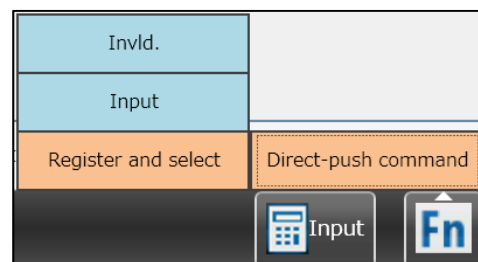 Invld.
Input
Register and select
Direct-push command
Input
Fn